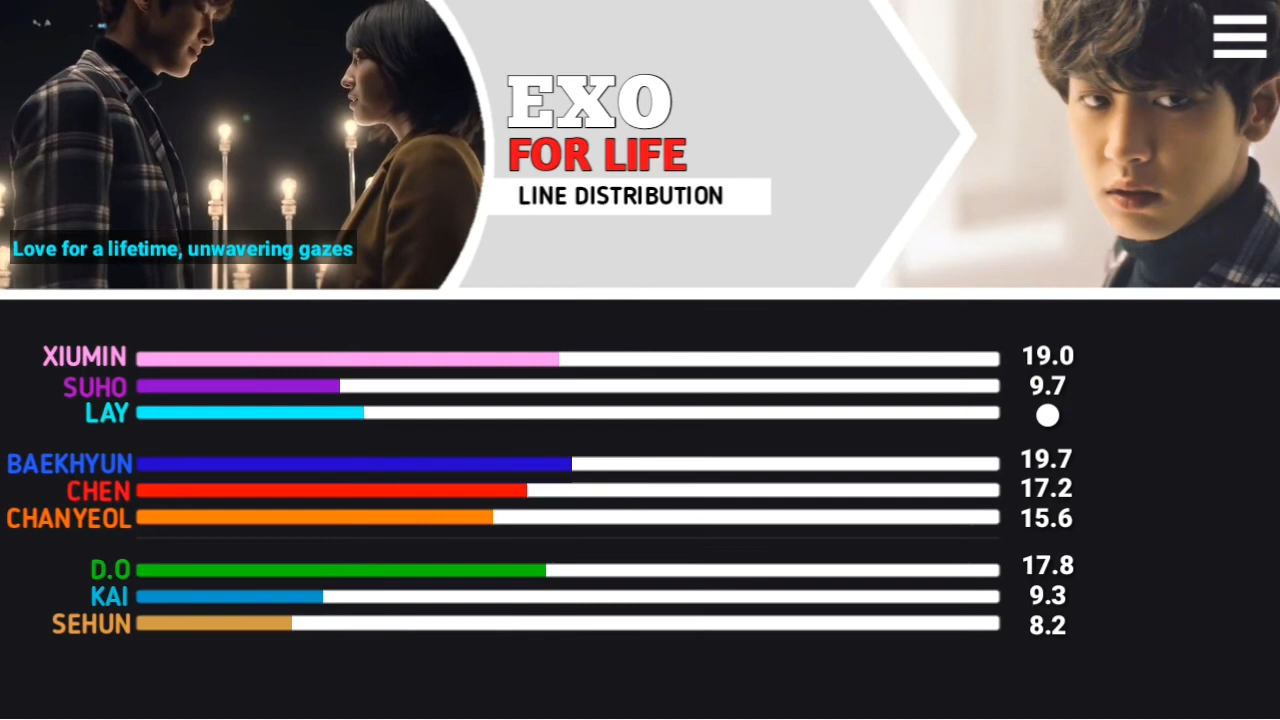 EXO
FOR LIFE
LINE DISTRIBUTION
Love for a lifetime, unwavering gazes
XIUMIN 19.0
SUHO 9.7
LAY
BAEKHYUN 19.7
CHEN 17.2
CHANYEOL 15.6
D.O 17.8
KAI 9.3
SEHUN 8.2